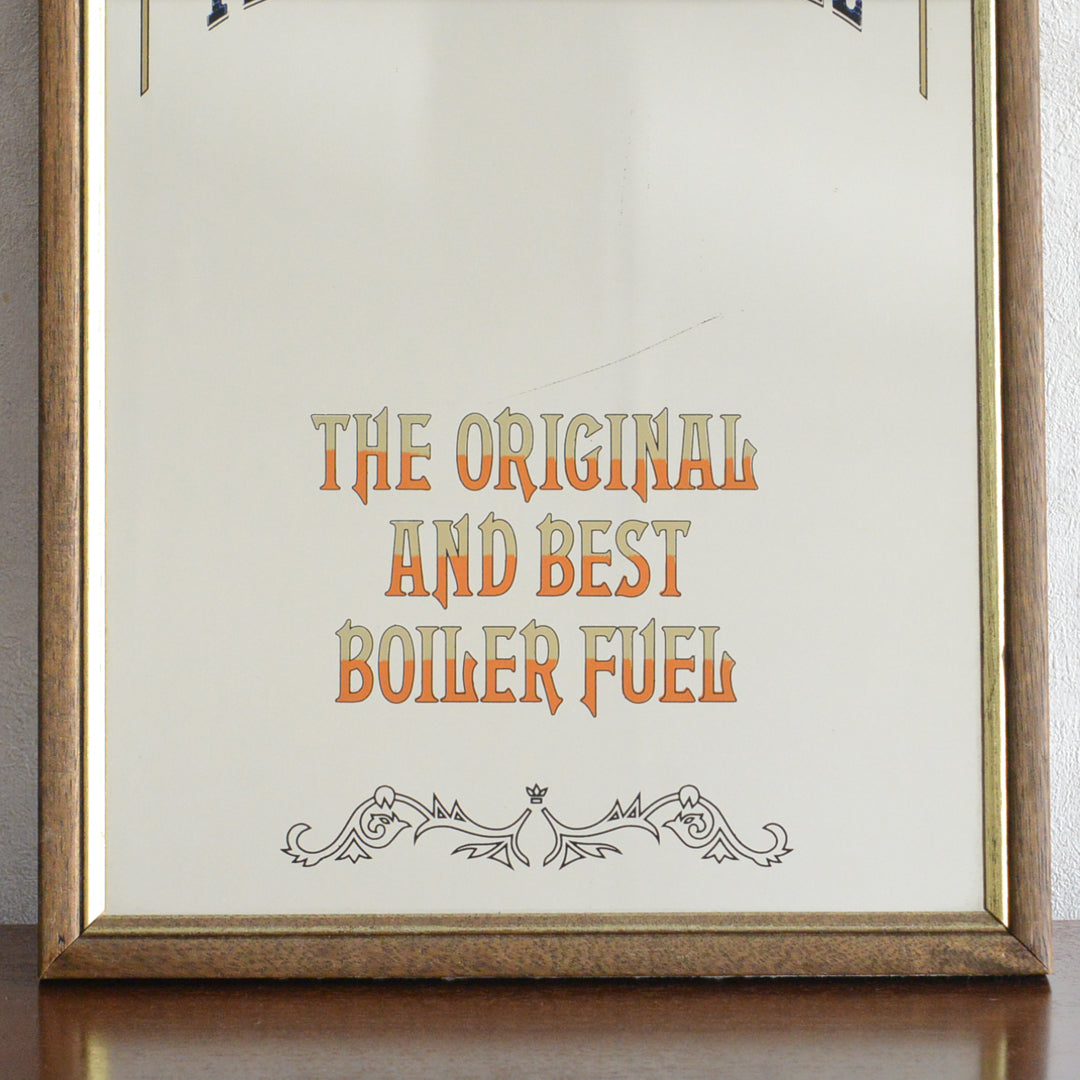 THE ORIGINAL
AND BEST
BOILER FUEL